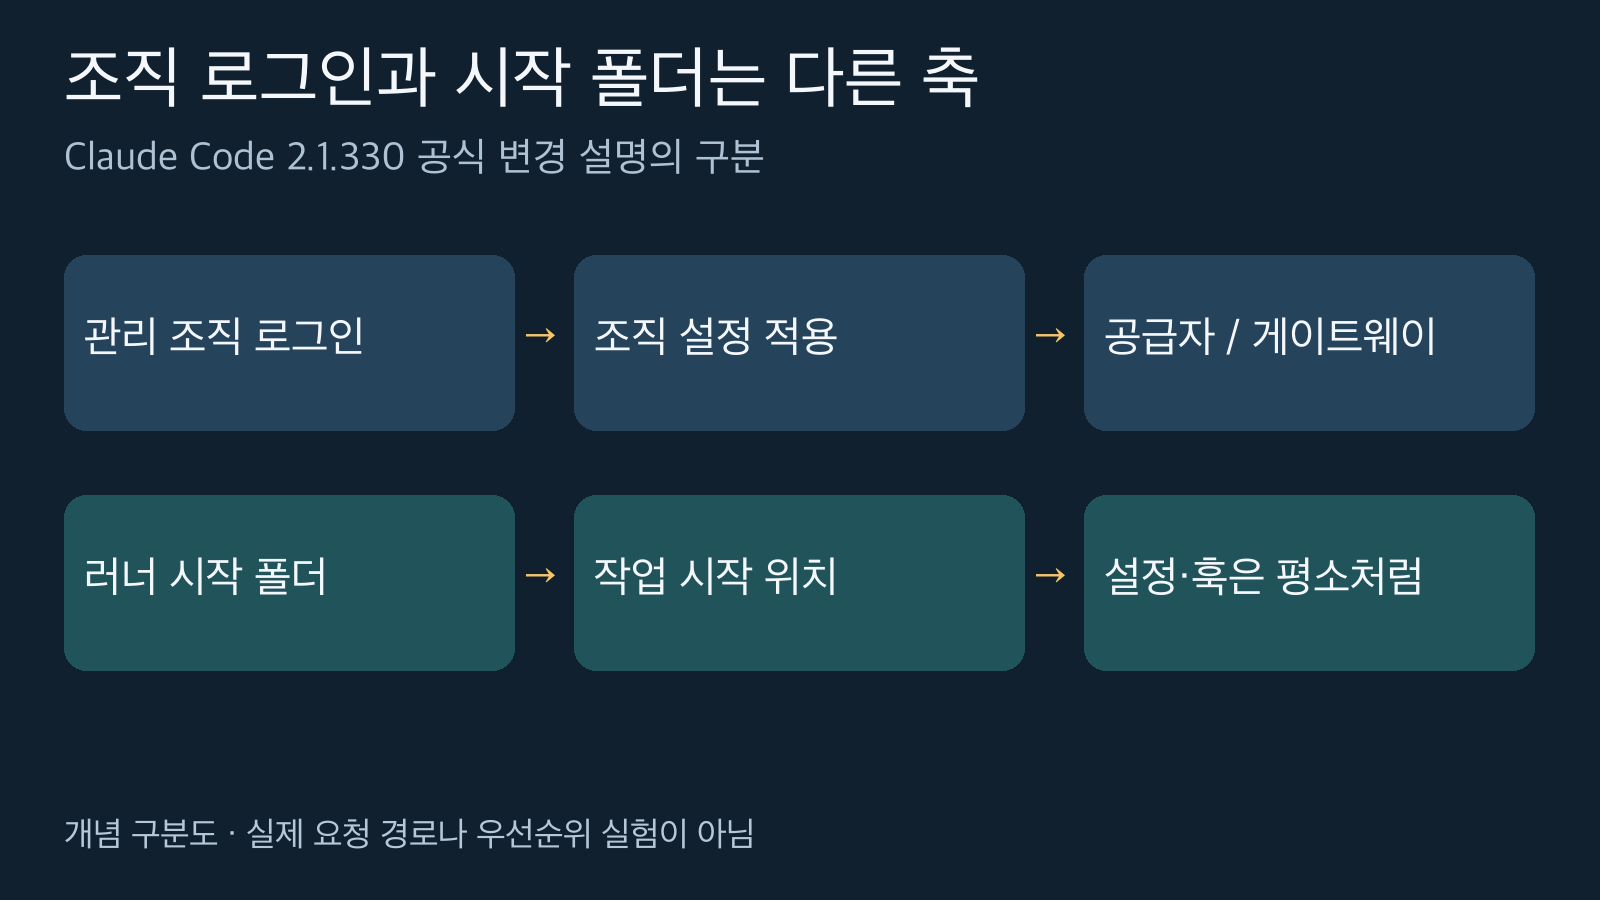 조직 로그인과 시작 폴더는 다른 축
Claude Code 2.1.330 공식 변경 설명의 구분
관리 조직 로그인 → 조직 설정 적용 → 공급자 / 게이트웨이
러너 시작 폴더 → 작업 시작 위치 → 설정·훅은 평소처럼
개념 구분도 · 실제 요청 경로나 우선순위 실험이 아님